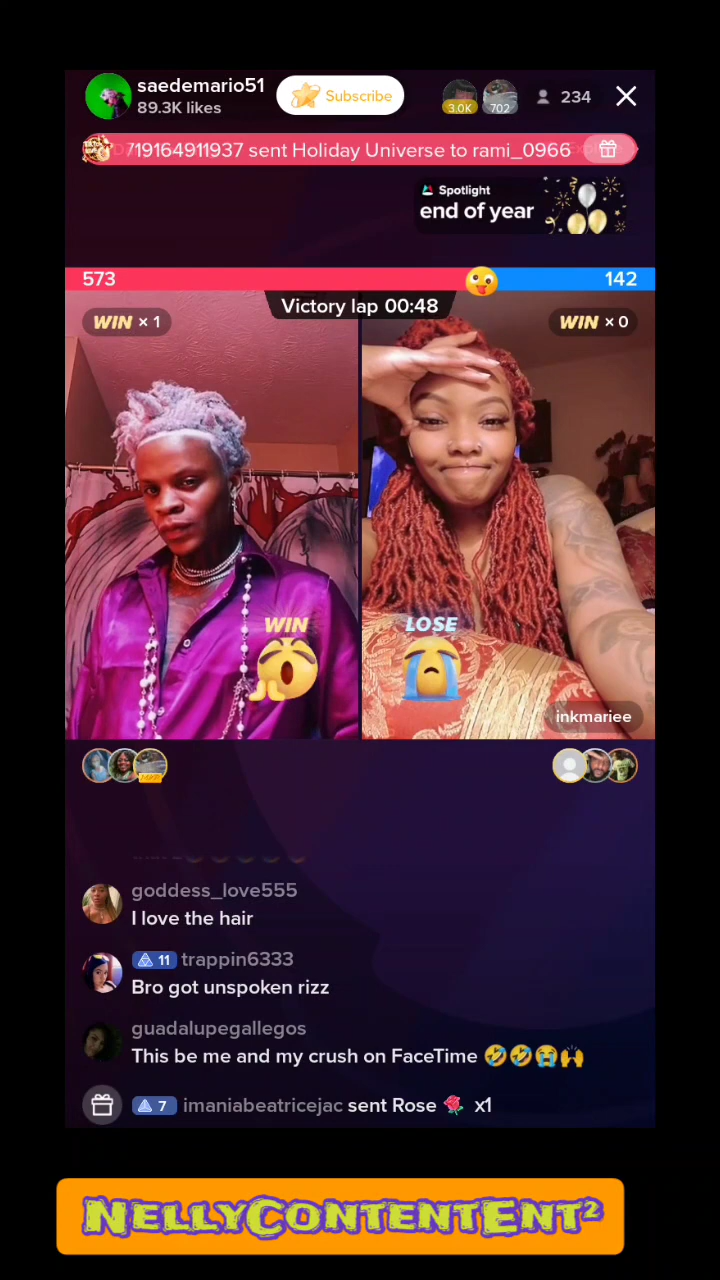 saedemario51
89.3K likes
Subscribe
3.0K
702
234
719164911937 sent Holiday Universe to rami_0966
Spotlight
end of year
573
142
Victory lap 00:48
WIN × 1
WIN × 0
WIN
LOSE
inkmariee
goddess_love555
I love the hair
11 trappin6333
Bro got unspoken rizz
guadalupegallegos
This be me and my crush on FaceTime 🤣🤣😭🙌
7 imaniabeatricejac sent Rose 🌹 x1
NELLYCONTENTENT²